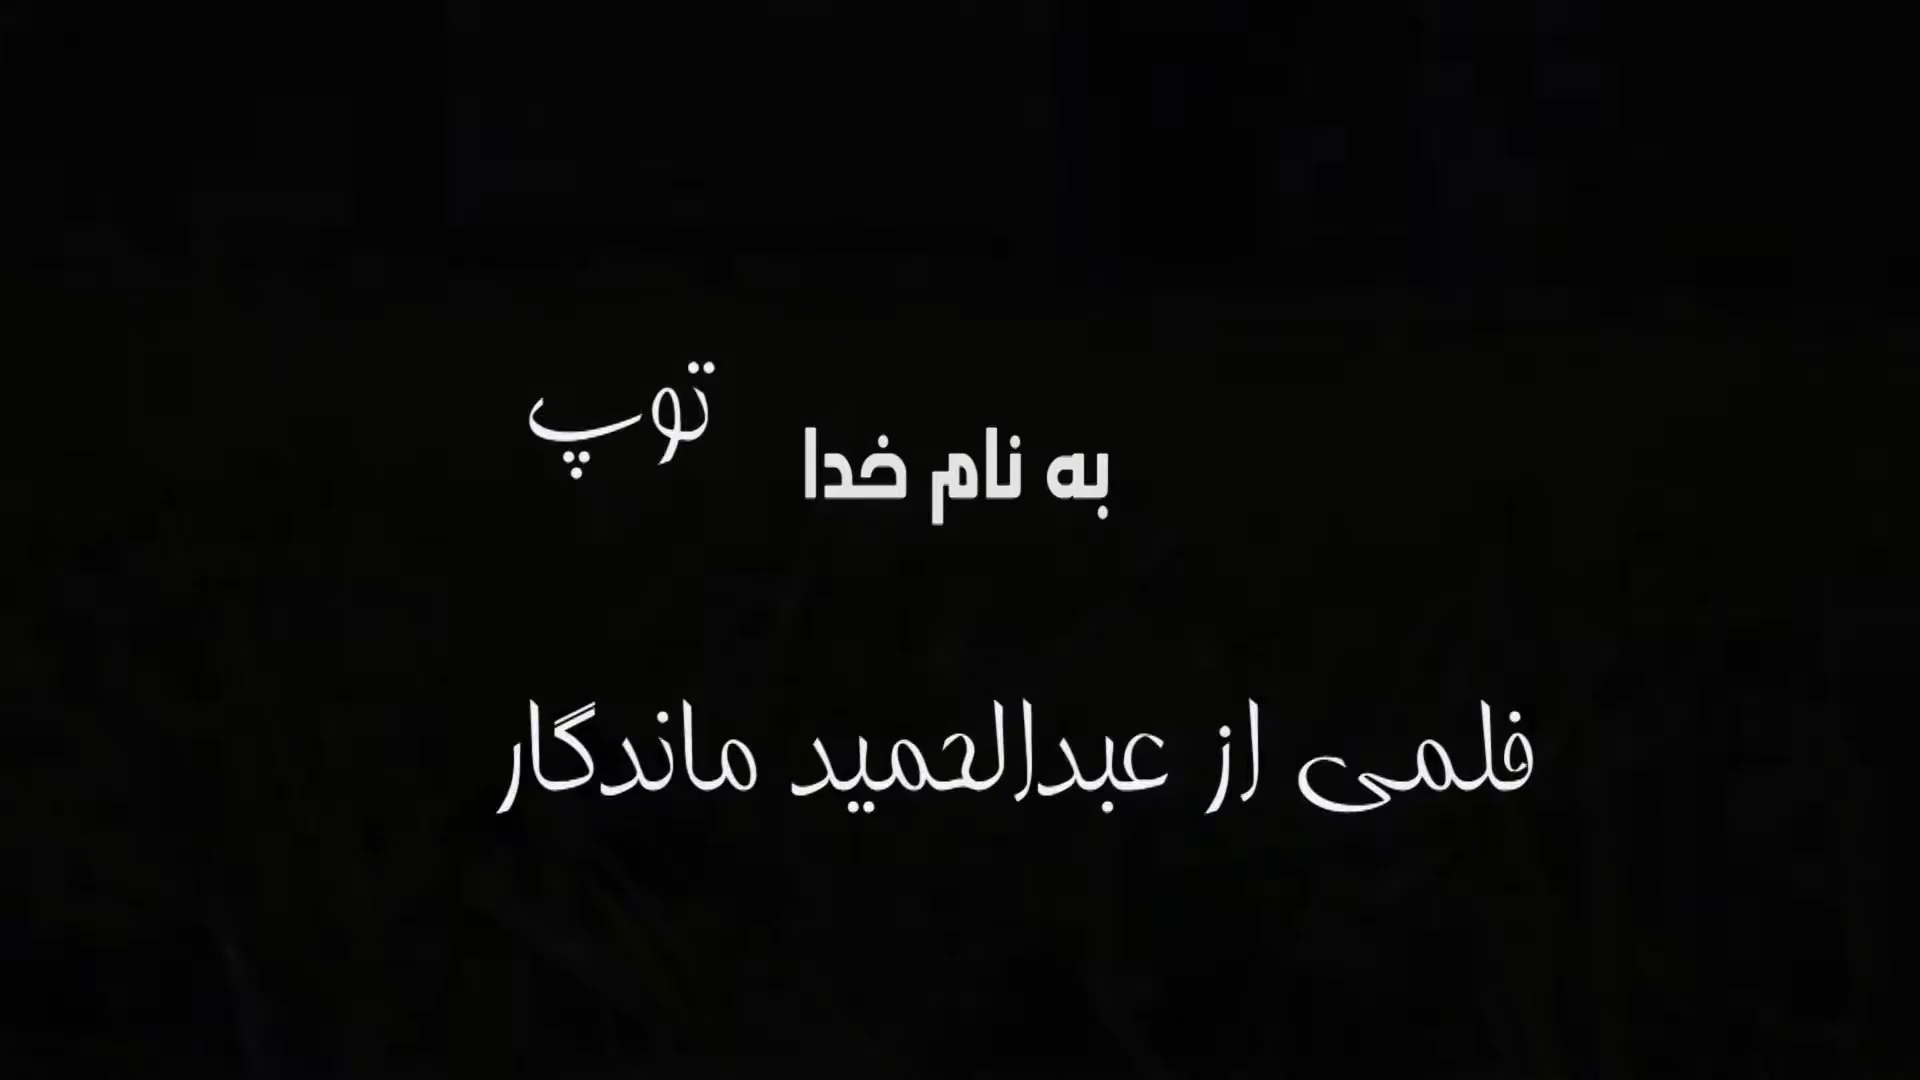 توپ
به نام خدا
فلمی از عبدالحمید ماندگار